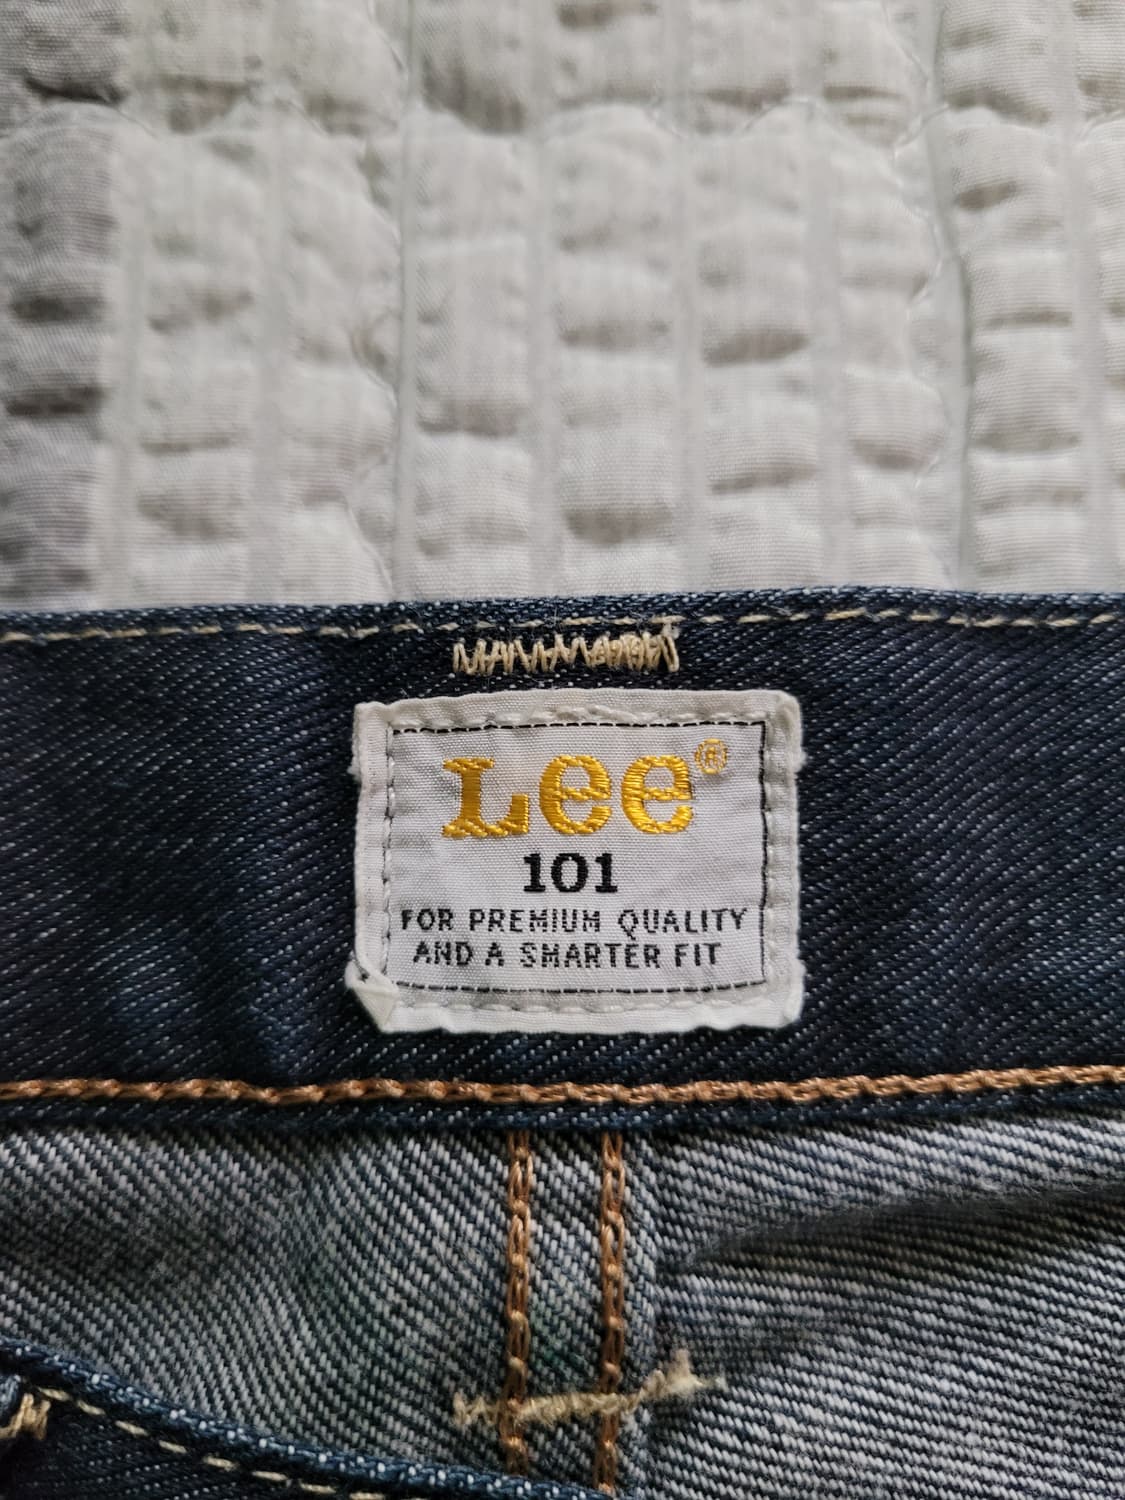 Lee®
101
FOR PREMIUM QUALITY
AND A SMARTER FIT